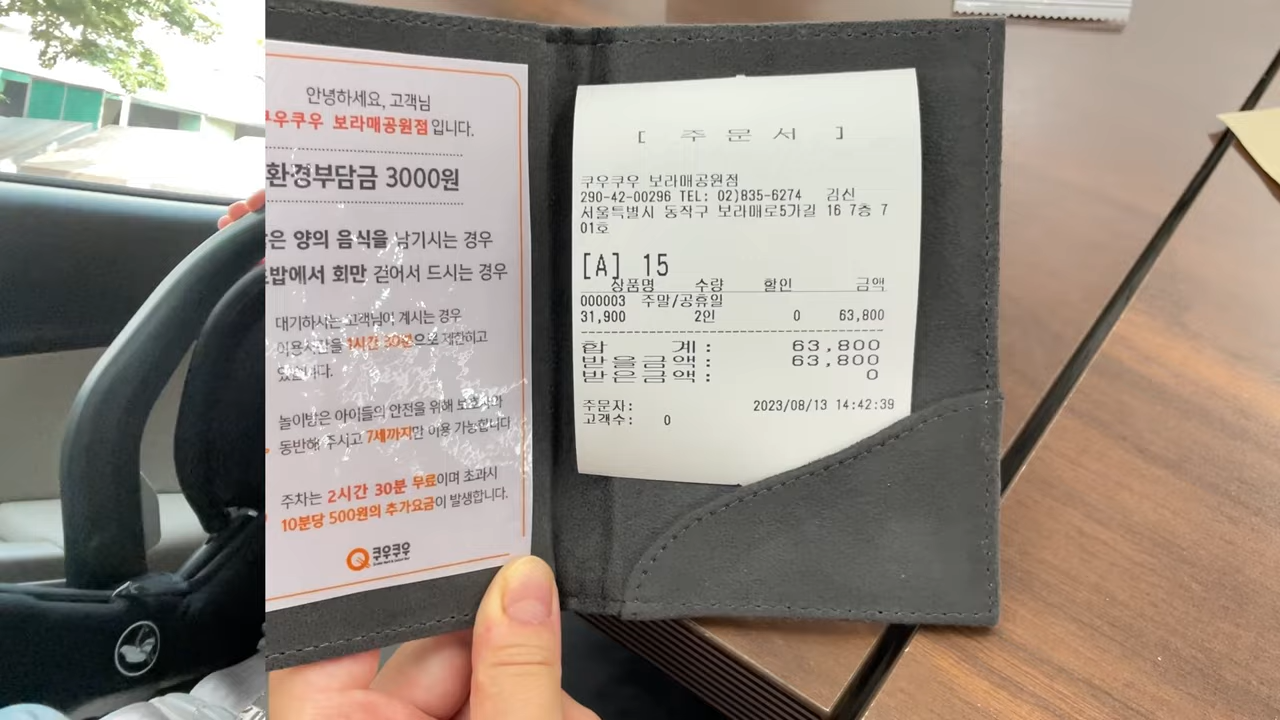 안녕하세요, 고객님
쿠우쿠우 보라매공원점입니다.
환경부담금 3000원
은 양의 음식을 남기시는 경우
밥에서 회만 걷어서 드시는 경우
대기하시는 고객님이 계시는 경우
이용시간을 1시간 30분으로 제한하고
있습니다.
놀이방은 아이들의 안전을 위해 보호자와
동반해 주시고 7세까지만 이용 가능합니다
주차는 2시간 30분 무료이며 초과시
10분당 500원의 추가요금이 발생합니다.
쿠우쿠우
[ 주 문 서 ]
쿠우쿠우 보라매공원점
290-42-00296 TEL: 02)835-6274 김신
서울특별시 동작구 보라매로5가길 16 7층 7
01호
[A] 15
상품명 수량 할인 금액
000003 주말/공휴일
31,900 2인 0 63,800
합 계: 63,800
받을금액: 63,800
받은금액: 0
주문자: 2023/08/13 14:42:39
고객수: 0